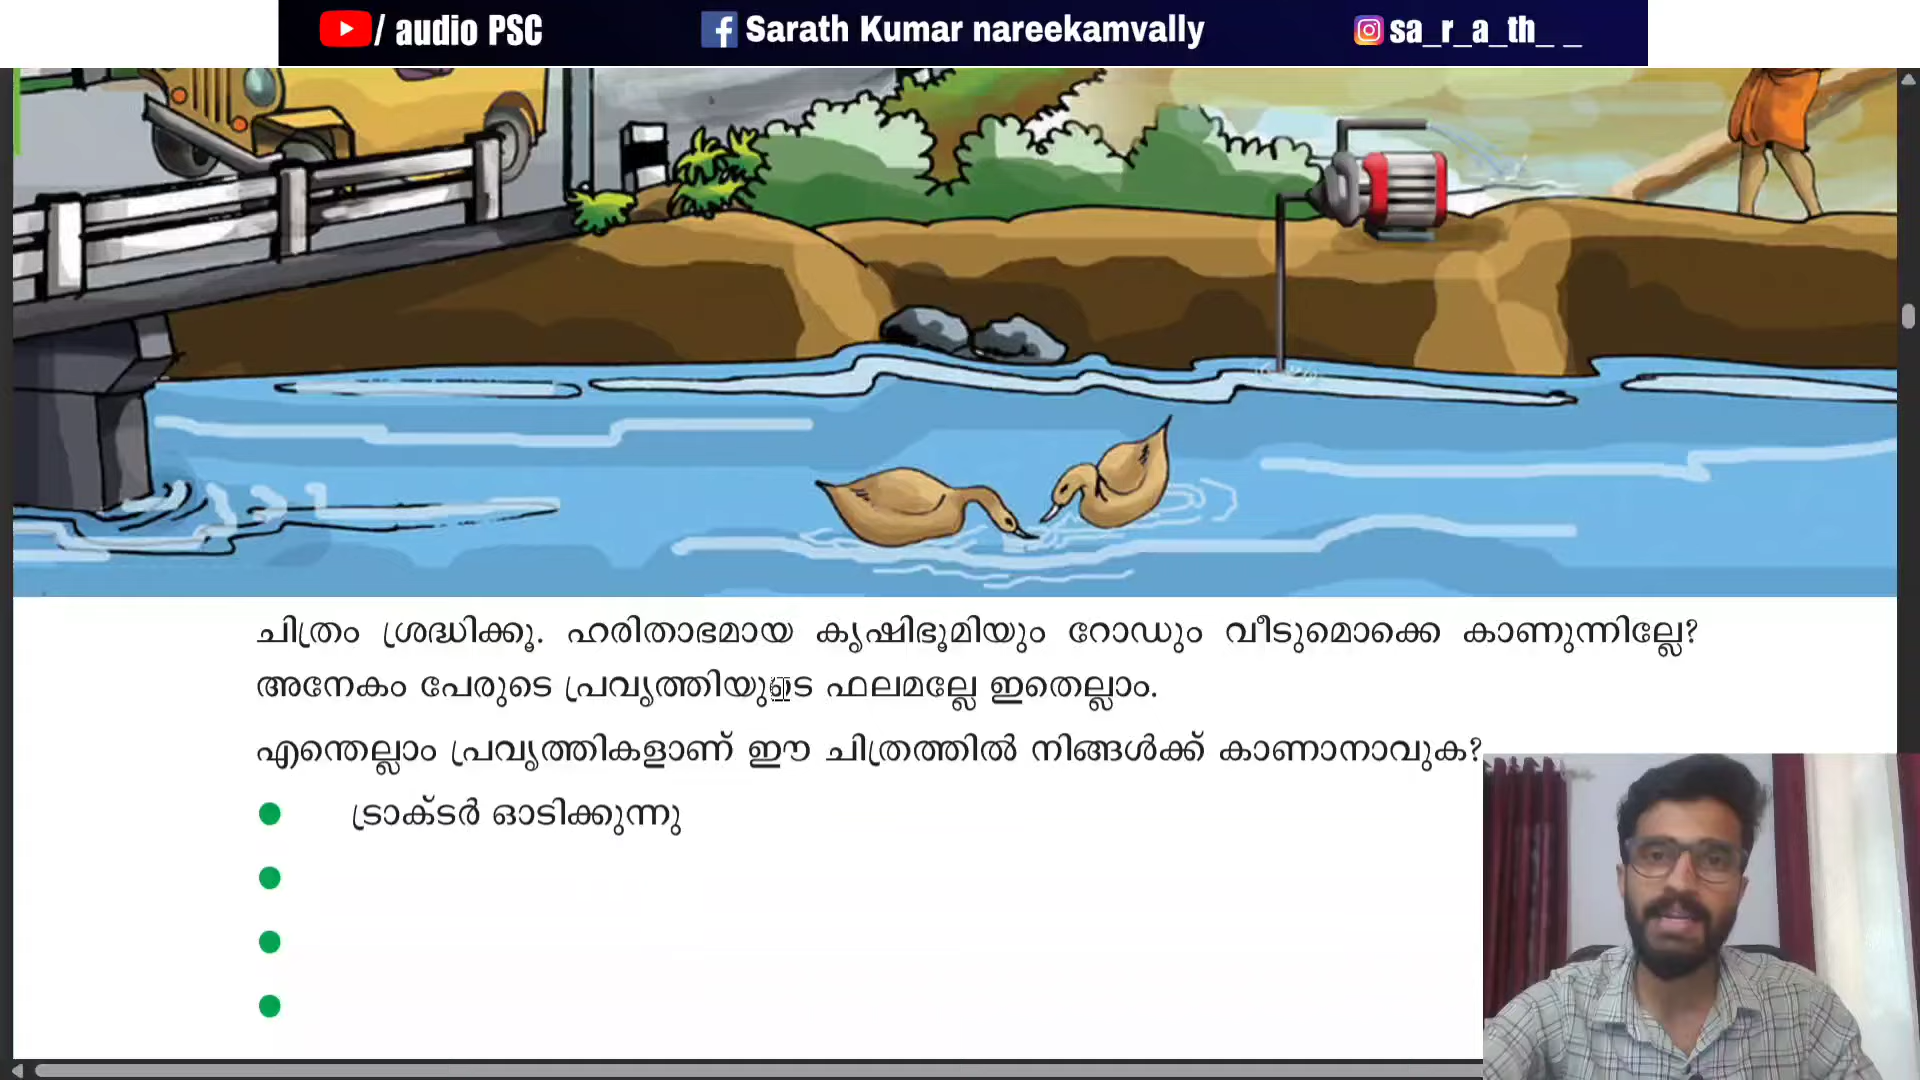 / audio PSC
Sarath Kumar nareekamvally
sa_r_a_th_ _
ചിത്രം ശ്രദ്ധിക്കൂ. ഹരിതാഭമായ കൃഷിഭൂമിയും റോഡും വീടുമൊക്കെ കാണുന്നില്ലേ?
അനേകം പേരുടെ പ്രവൃത്തിയുടെ ഫലമല്ലേ ഇതെല്ലാം.
എന്തെല്ലാം പ്രവൃത്തികളാണ് ഈ ചിത്രത്തിൽ നിങ്ങൾക്ക് കാണാനാവുക?
ട്രാക്ടർ ഓടിക്കുന്നു